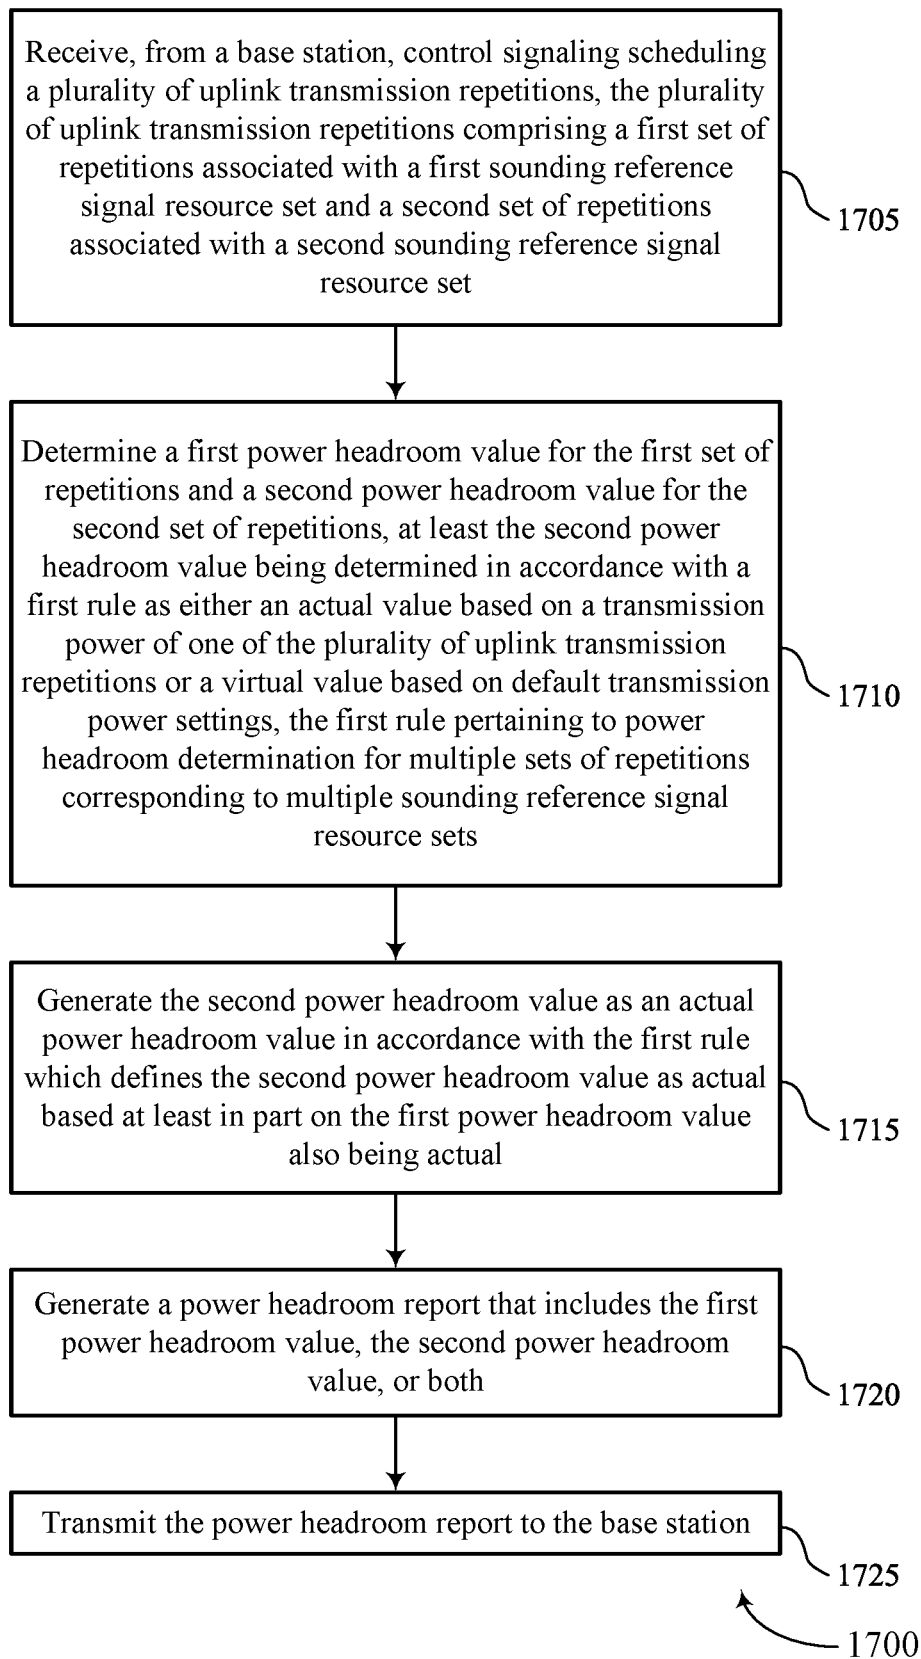 Receive, from a base station, control signaling scheduling
a plurality of uplink transmission repetitions, the plurality
of uplink transmission repetitions comprising a first set of
repetitions associated with a first sounding reference
signal resource set and a second set of repetitions
associated with a second sounding reference signal
resource set
1705
Determine a first power headroom value for the first set of
repetitions and a second power headroom value for the
second set of repetitions, at least the second power
headroom value being determined in accordance with a
first rule as either an actual value based on a transmission
power of one of the plurality of uplink transmission
repetitions or a virtual value based on default transmission
power settings, the first rule pertaining to power
headroom determination for multiple sets of repetitions
corresponding to multiple sounding reference signal
resource sets
1710
Generate the second power headroom value as an actual
power headroom value in accordance with the first rule
which defines the second power headroom value as actual
based at least in part on the first power headroom value
also being actual
1715
Generate a power headroom report that includes the first
power headroom value, the second power headroom
value, or both
1720
Transmit the power headroom report to the base station
1725
1700